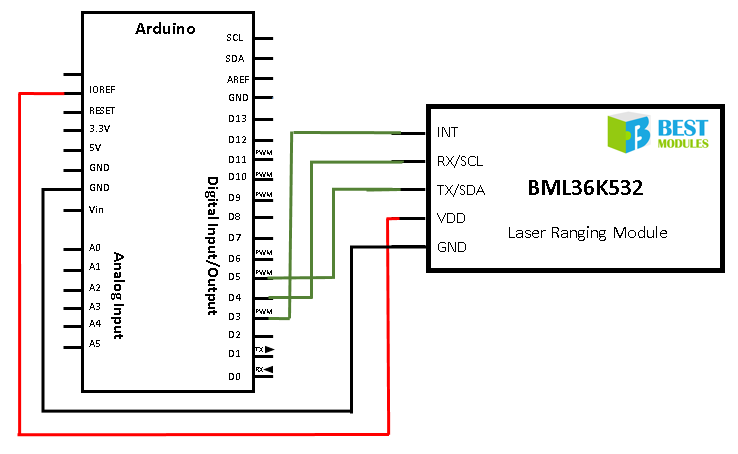 Arduino
IOREF
RESET
3.3V
5V
GND
GND
Vin
A0
A1
A2
A3
A4
A5
Analog Input
Digital Input/Output
SCL
SDA
AREF
GND
D13
D12
PWM
D11
PWM
D10
PWM
D9
D8
D7
PWM
D6
PWM
D5
D4
PWM
D3
D2
TX
D1
RX
D0
INT
RX/SCL
TX/SDA
VDD
GND
BEST
MODULES
BML36K532
Laser Ranging Module